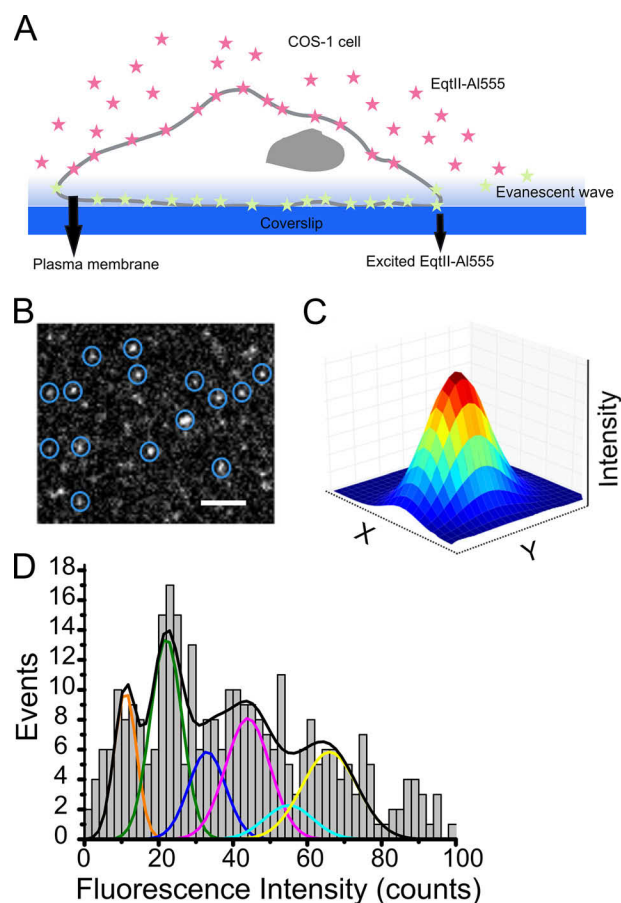 A
COS-1 cell
EqtII-Al555
Evanescent wave
Coverslip
Plasma membrane
Excited EqtII-Al555
B
C
Intensity
X
Y
D
18
16
14
12
10
8
6
4
2
0
Events
0 20 40 60 80 100
Fluorescence Intensity (counts)